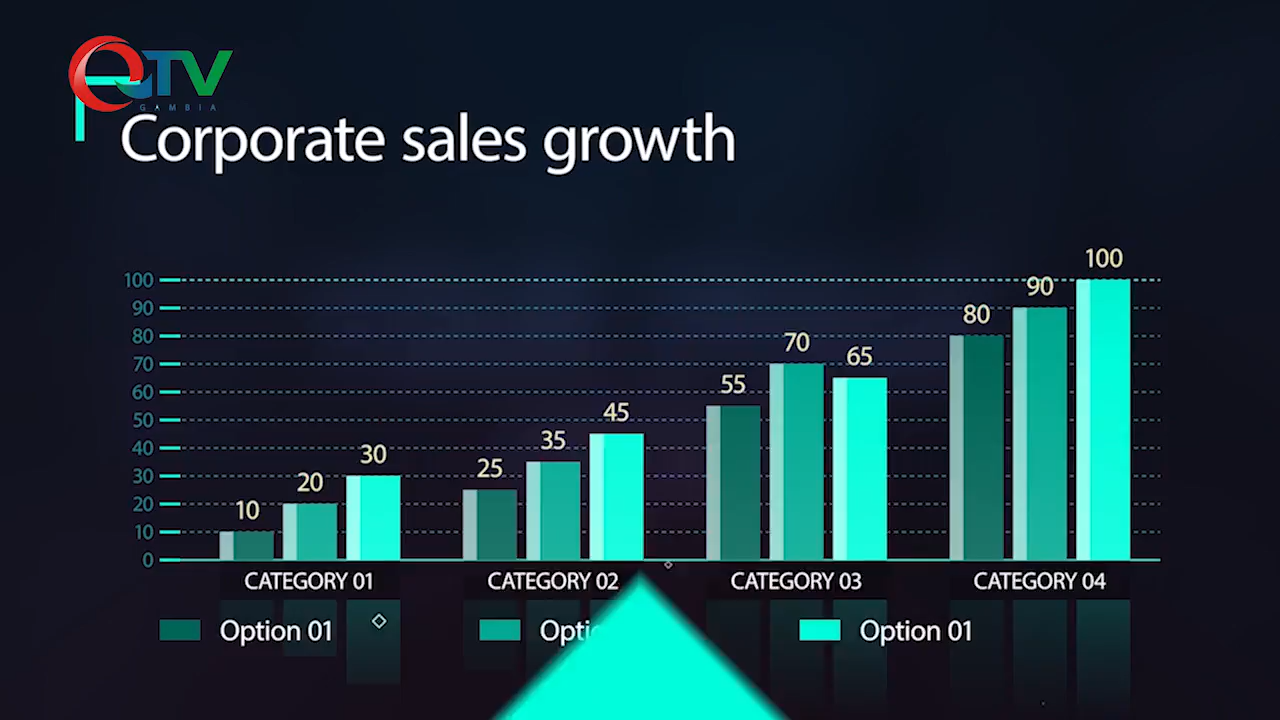 QTV
GAMBIA
Corporate sales growth
100
90
80
70
60
50
40
30
20
10
0
10
20
30
25
35
45
55
70
65
80
90
100
CATEGORY 01
CATEGORY 02
CATEGORY 03
CATEGORY 04
Option 01
Opti
Option 01